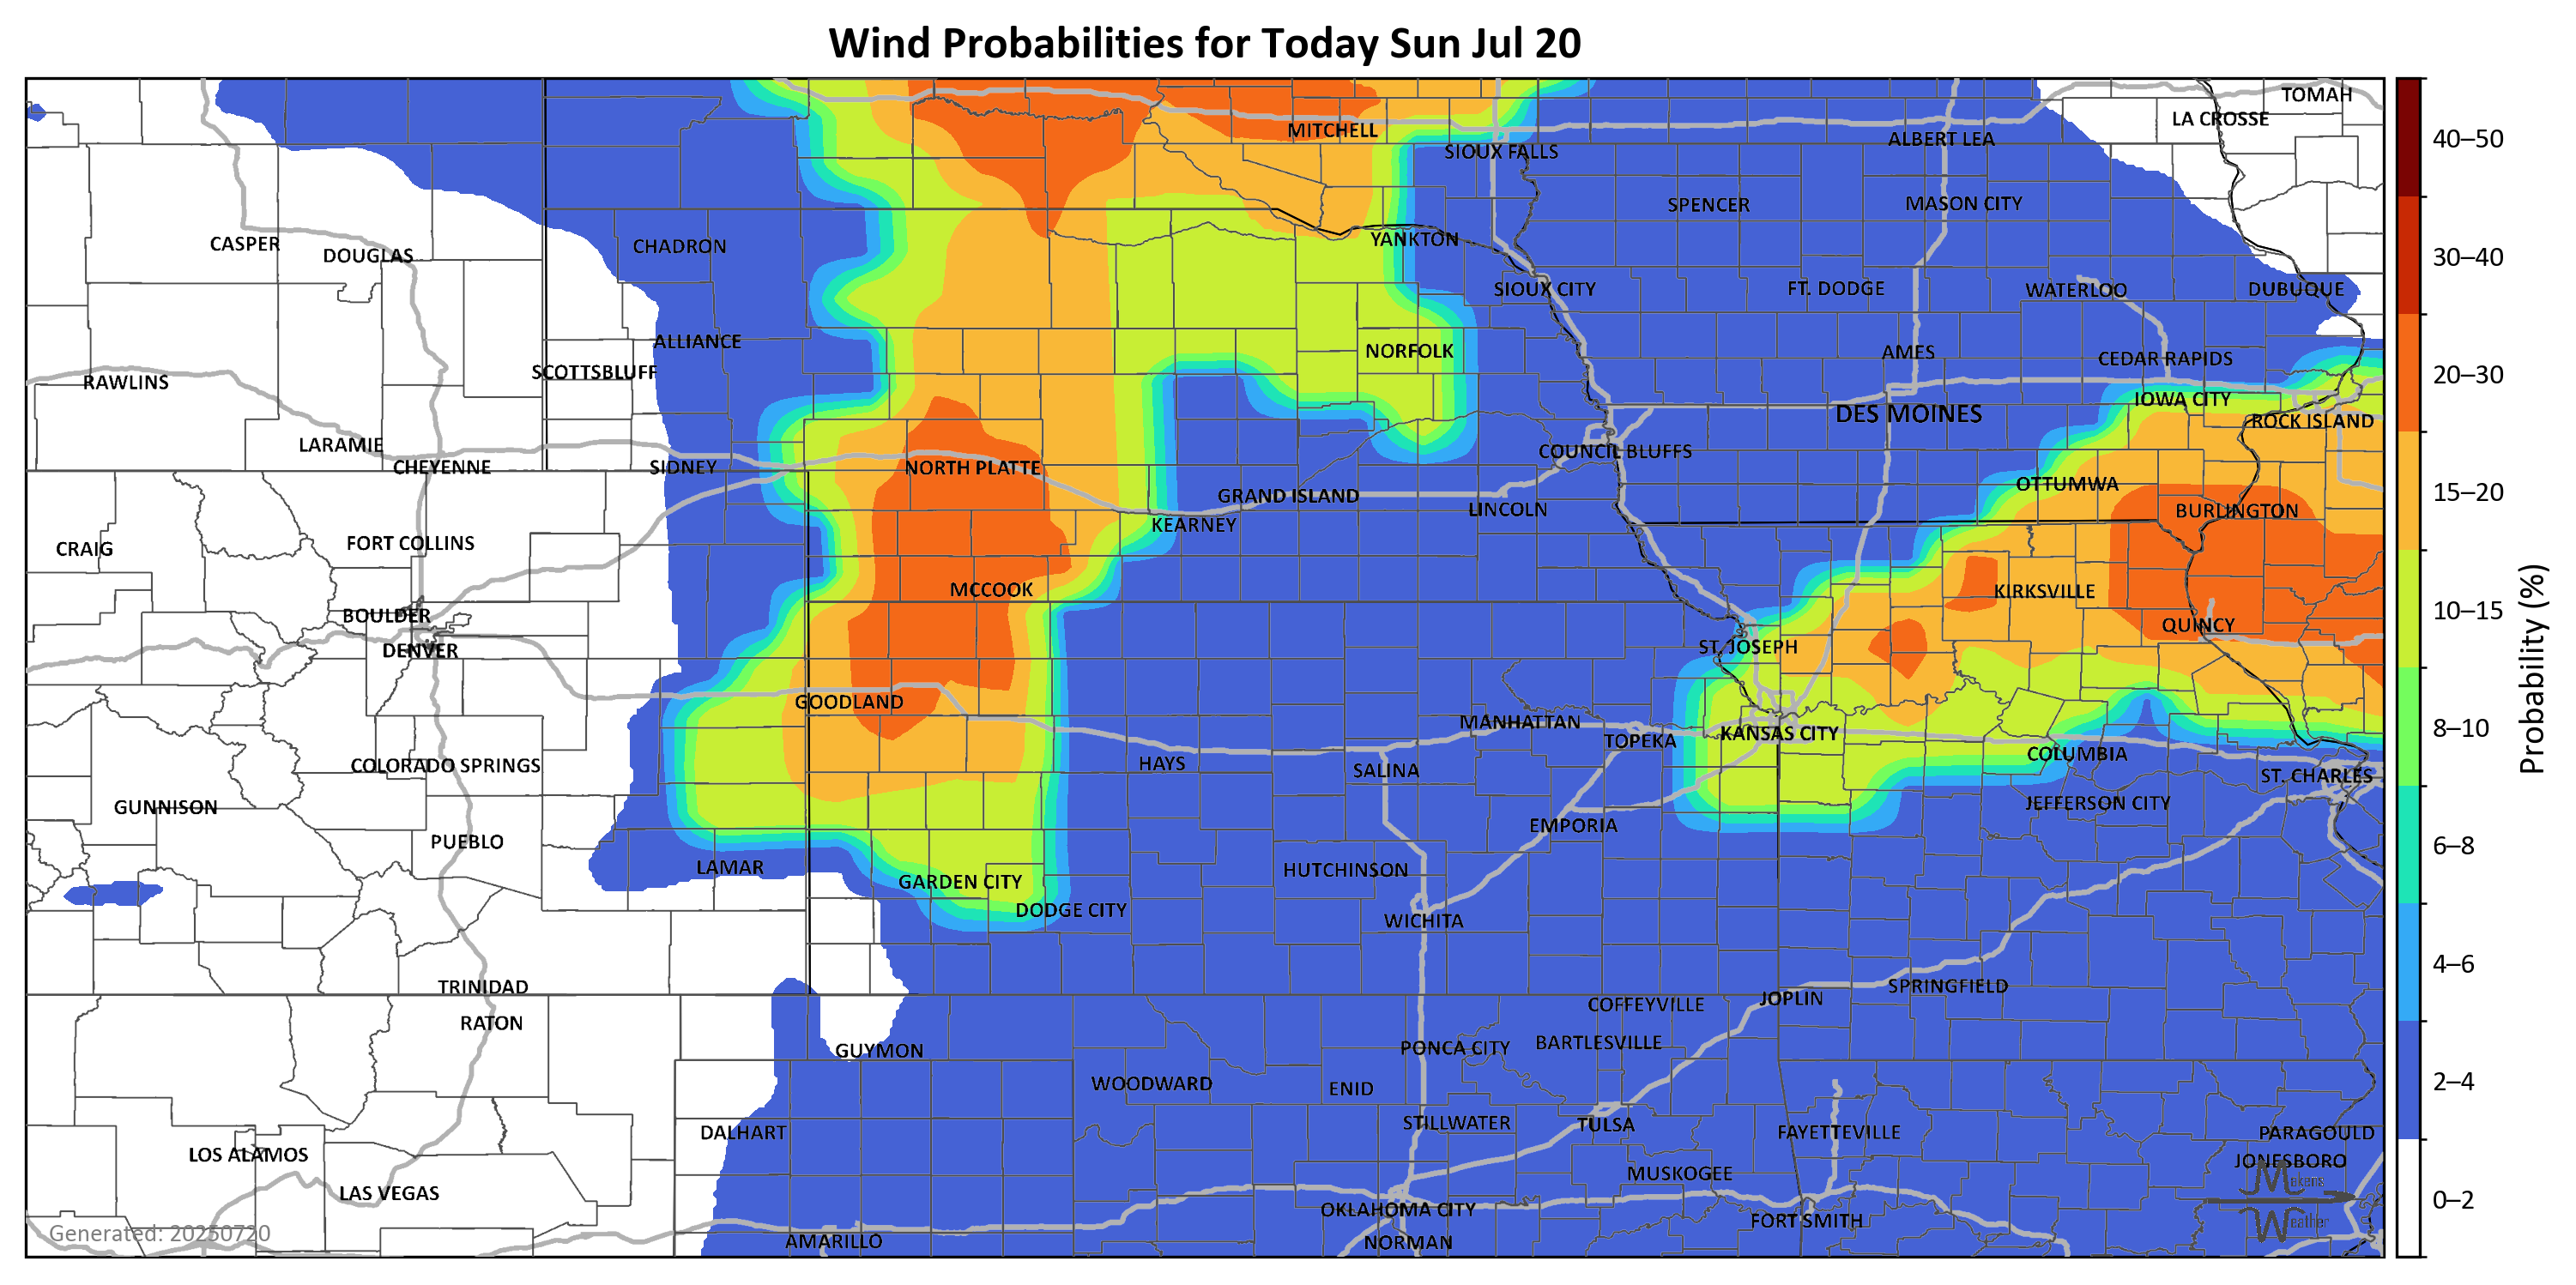 Wind Probabilities for Today Sun Jul 20
TOMAH
LA CROSSE
MITCHELL
ALBERT LEA
SIOUX FALLS
SPENCER
MASON CITY
CASPER
DOUGLAS
CHADRON
YANKTON
SIOUX CITY
FT. DODGE
WATERLOO
DUBUQUE
ALLIANCE
NORFOLK
AMES
CEDAR RAPIDS
SCOTTSBLUFF
RAWLINS
IOWA CITY
DES MOINES
ROCK ISLAND
LARAMIE
COUNCIL BLUFFS
CHEYENNE
SIDNEY
NORTH PLATTE
OTTUMWA
GRAND ISLAND
LINCOLN
BURLINGTON
KEARNEY
CRAIG
FORT COLLINS
MCCOOK
KIRKSVILLE
BOULDER
QUINCY
DENVER
ST. JOSEPH
GOODLAND
MANHATTAN
TOPEKA
KANSAS CITY
COLUMBIA
COLORADO SPRINGS
HAYS
SALINA
ST. CHARLES
GUNNISON
JEFFERSON CITY
PUEBLO
EMPORIA
LAMAR
HUTCHINSON
GARDEN CITY
DODGE CITY
WICHITA
TRINIDAD
SPRINGFIELD
JOPLIN
COFFEYVILLE
RATON
BARTLESVILLE
PONCA CITY
GUYMON
WOODWARD
ENID
STILLWATER
TULSA
DALHART
FAYETTEVILLE
PARAGOULD
LOS ALAMOS
JONESBORO
MUSKOGEE
LAS VEGAS
OKLAHOMA CITY
FORT SMITH
AMARILLO
NORMAN
Generated: 20250720
Weather
40–50
30–40
20–30
15–20
10–15
8–10
6–8
4–6
2–4
0–2
Probability (%)